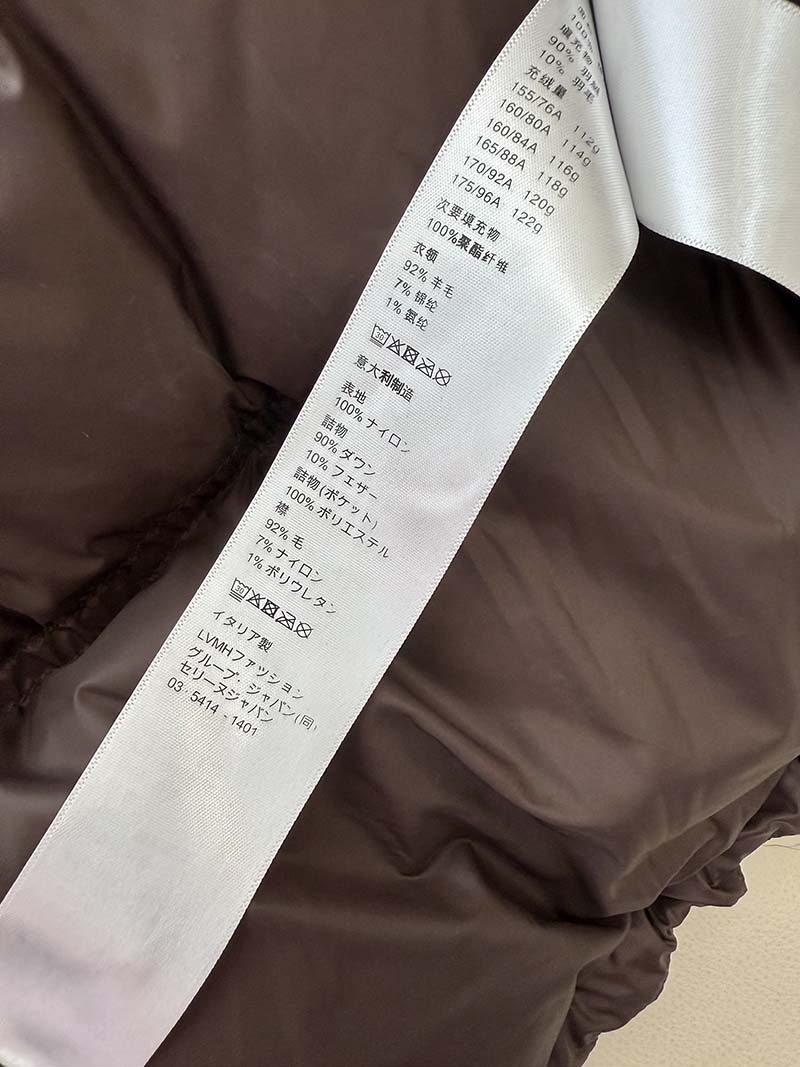 100%
填充物
90% 羽绒
10% 羽毛
充绒量
155/76A 112g
160/80A 114g
160/84A 116g
165/88A 118g
170/92A 120g
175/96A 122g
次要填充物
100%聚酯纤维
衣领
92% 羊毛
7% 锦纶
1% 氨纶
30
意大利制造
表地
100% ナイロン
詰物
90% ダウン
10% フェザー
詰物(ポケット)
100% ポリエステル
襟
92% 毛
7% ナイロン
1% ポリウレタン
30
イタリア製
LVMHファッション
グループ・ジャパン(同)
セリーヌジャパン
03 - 5414 - 1401